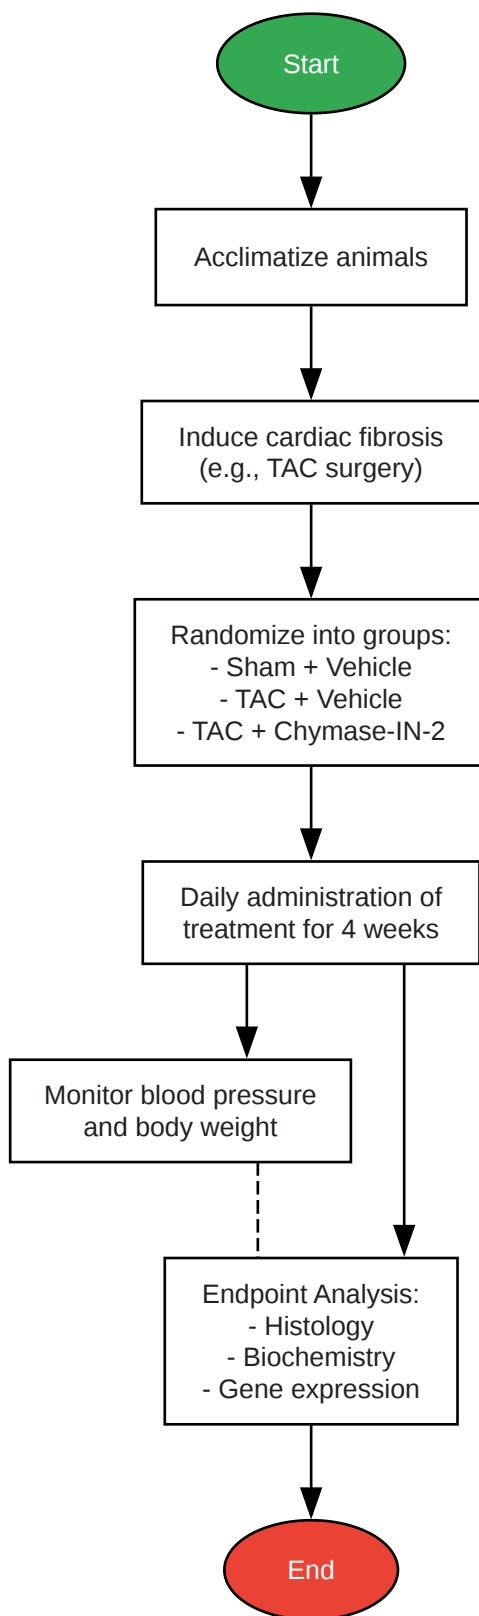 Start
Acclimatize animals
Induce cardiac fibrosis
(e.g., TAC surgery)
Randomize into groups:
- Sham + Vehicle
- TAC + Vehicle
- TAC + Chymase-IN-2
Daily administration of
treatment for 4 weeks
Monitor blood pressure
and body weight
Endpoint Analysis:
- Histology
- Biochemistry
- Gene expression
End